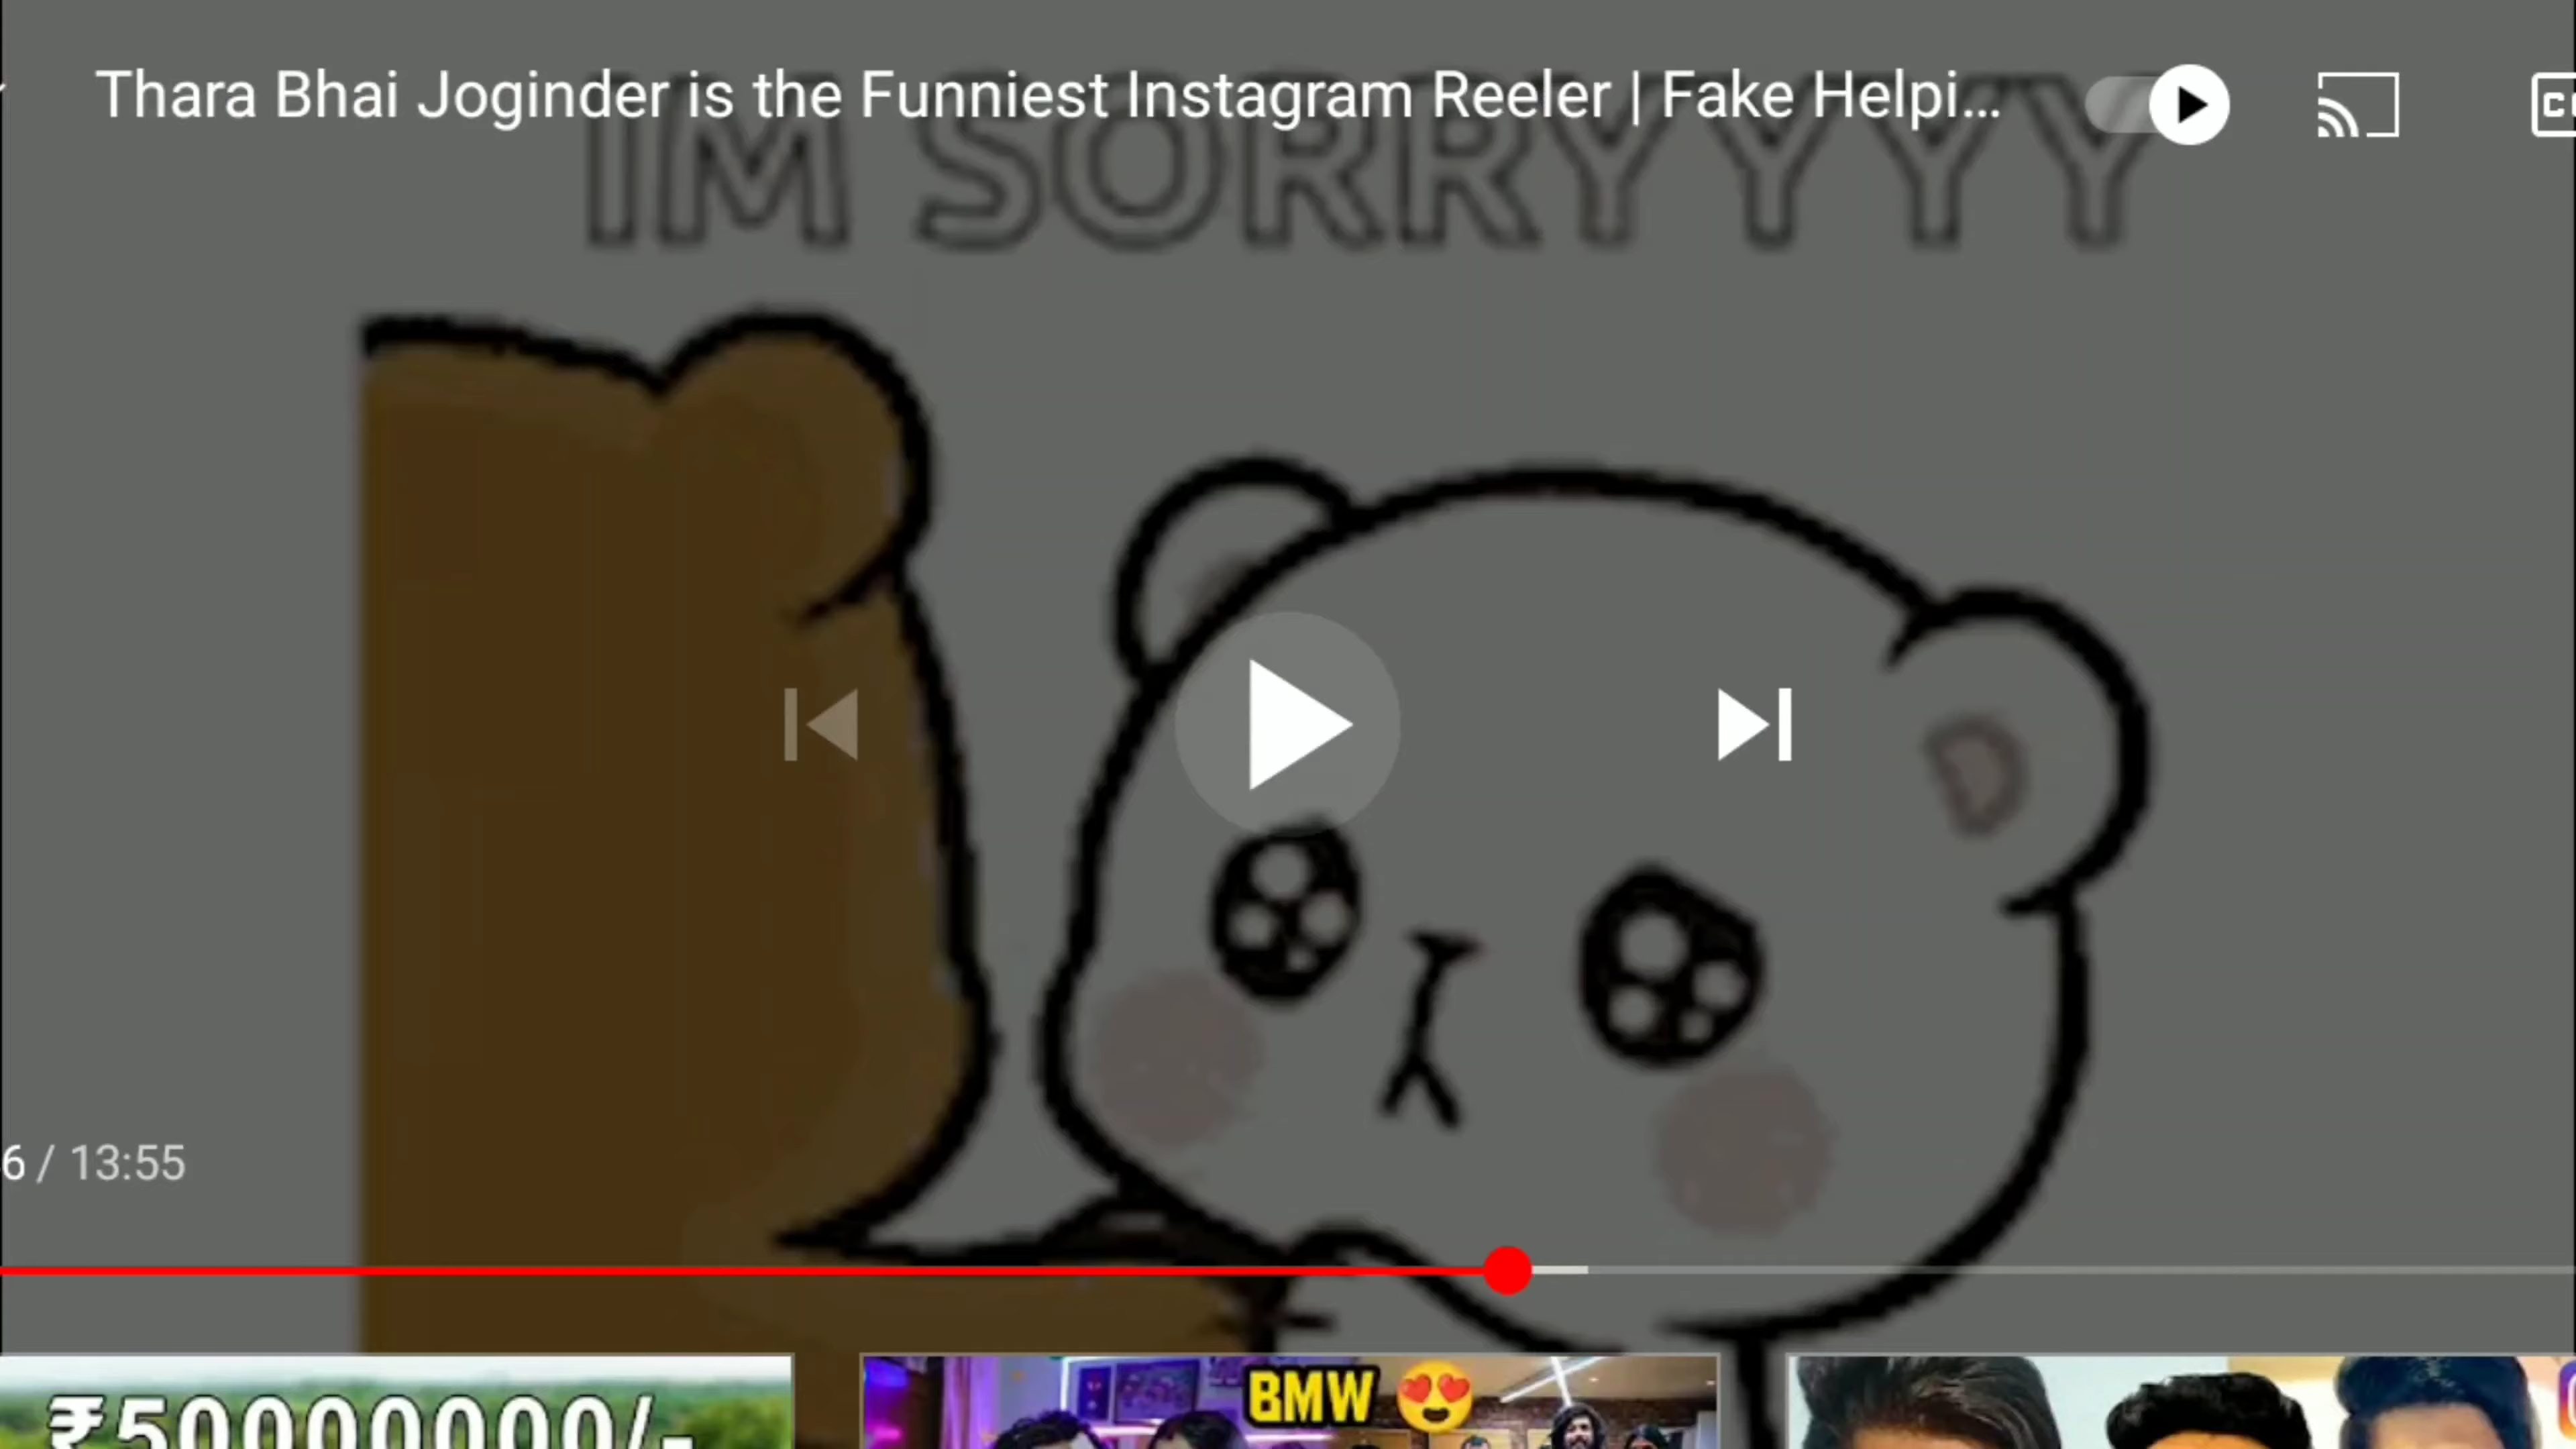 Thara Bhai Joginder is the Funniest Instagram Reeler | Fake Helpi...
IM SORRYYYY
6 / 13:55
₹50000000/-
BMW